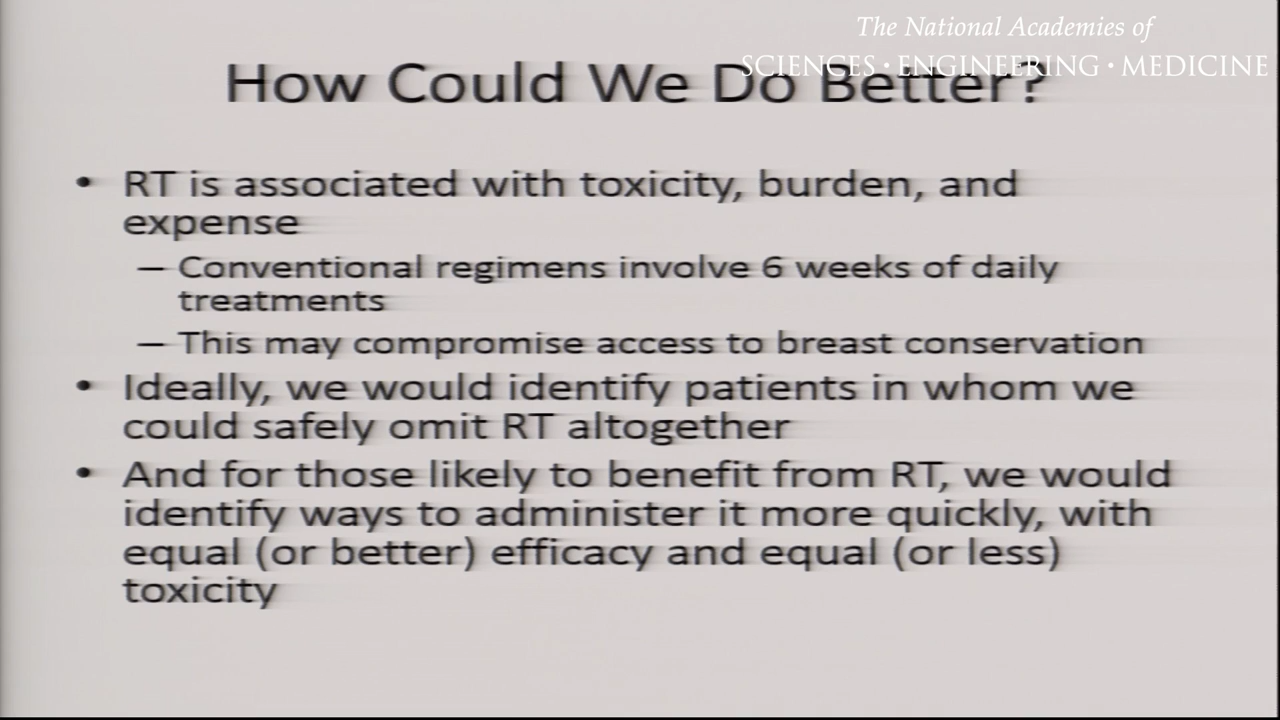 The National Academies of
SCIENCES • ENGINEERING • MEDICINE
How Could We Do Better?
• RT is associated with toxicity, burden, and
expense
– Conventional regimens involve 6 weeks of daily
treatments
– This may compromise access to breast conservation
• Ideally, we would identify patients in whom we
could safely omit RT altogether
• And for those likely to benefit from RT, we would
identify ways to administer it more quickly, with
equal (or better) efficacy and equal (or less)
toxicity